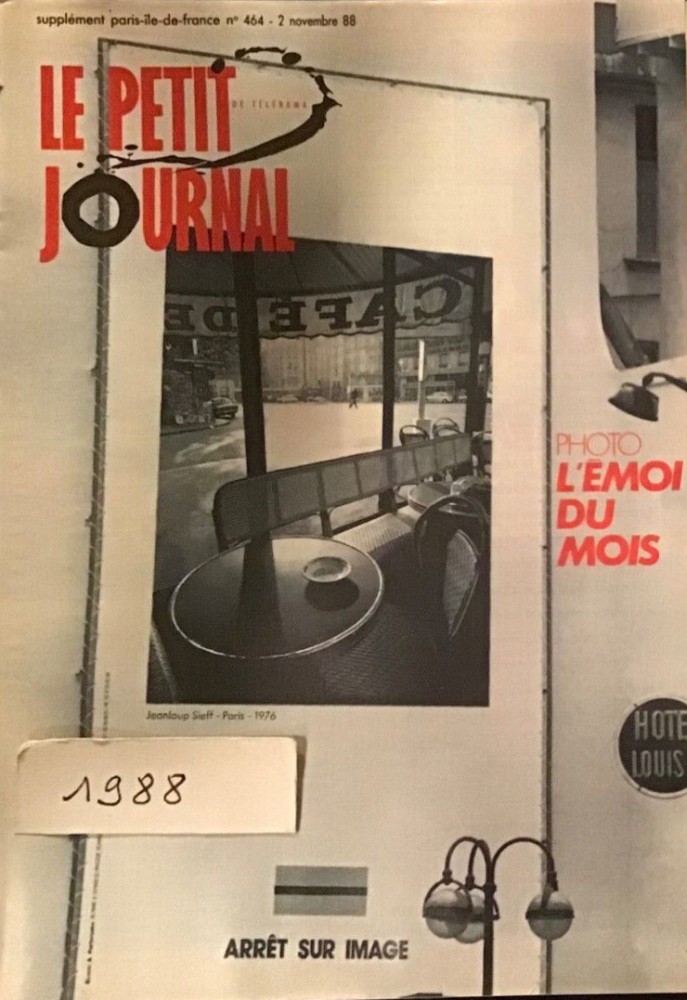 supplément paris-île-de-france n° 464 - 2 novembre 88
LE PETIT
DE TÉLÉRAMA
JOURNAL
CAFÉ DE
PHOTO
L'ÉMOI
DU
MOIS
Jeanloup Sieff - Paris - 1976
HOTE
LOUIS
1988
ARRÊT SUR IMAGE